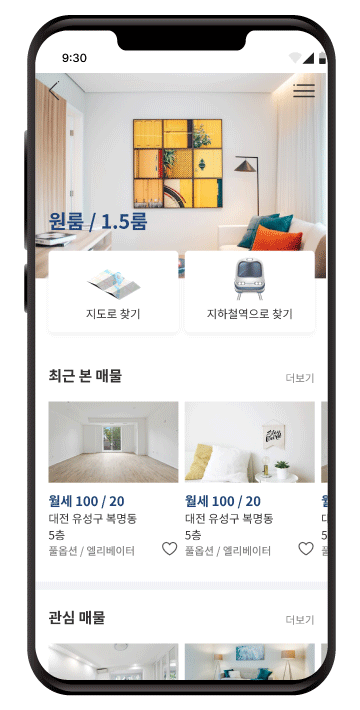 9:30
원룸 / 1.5룸
지도로 찾기
지하철역으로 찾기
최근 본 매물
더보기
월세 100 / 20
대전 유성구 복명동
5층
풀옵션 / 엘리베이터
월세 100 / 20
대전 유성구 복명동
5층
풀옵션 / 엘리베이터
관심 매물
더보기